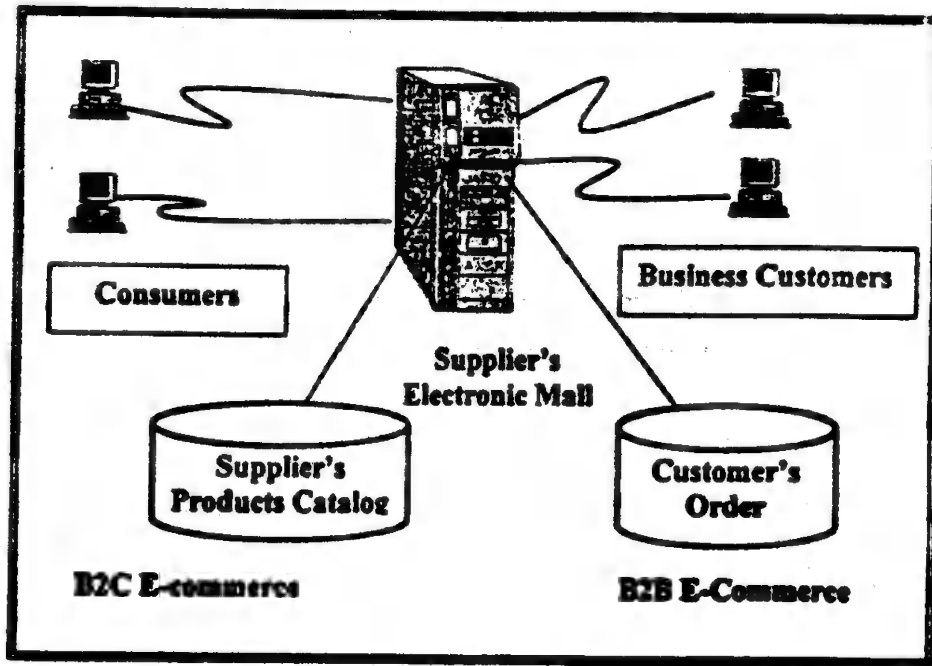 Consumers
Business Customers
Supplier's
Electronic Mall
Supplier's
Products Catalog
Customer's
Order
B2C E-commerce
B2B E-Commerce